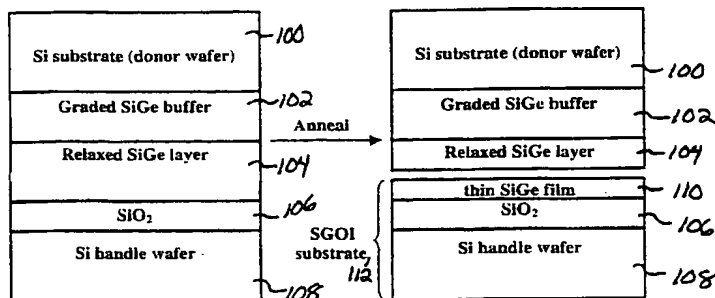 Si substrate (donor wafer)
100
Graded SiGe buffer
102
Relaxed SiGe layer
104
SiO2
106
Si handle wafer
108
Anneal
Si substrate (donor wafer)
100
Graded SiGe buffer
102
Relaxed SiGe layer
104
thin SiGe film
110
SiO2
106
Si handle wafer
108
SGOI
substrate
112